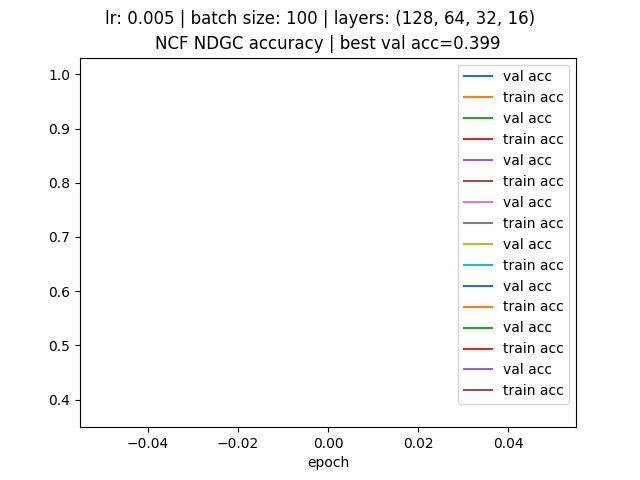 lr: 0.005 | batch size: 100 | layers: (128, 64, 32, 16)
NCF NDGC accuracy | best val acc=0.399
1.0
0.9
0.8
0.7
0.6
0.5
0.4
val acc
train acc
val acc
train acc
val acc
train acc
val acc
train acc
val acc
train acc
val acc
train acc
val acc
train acc
val acc
train acc
−0.04 −0.02 0.00 0.02 0.04
epoch